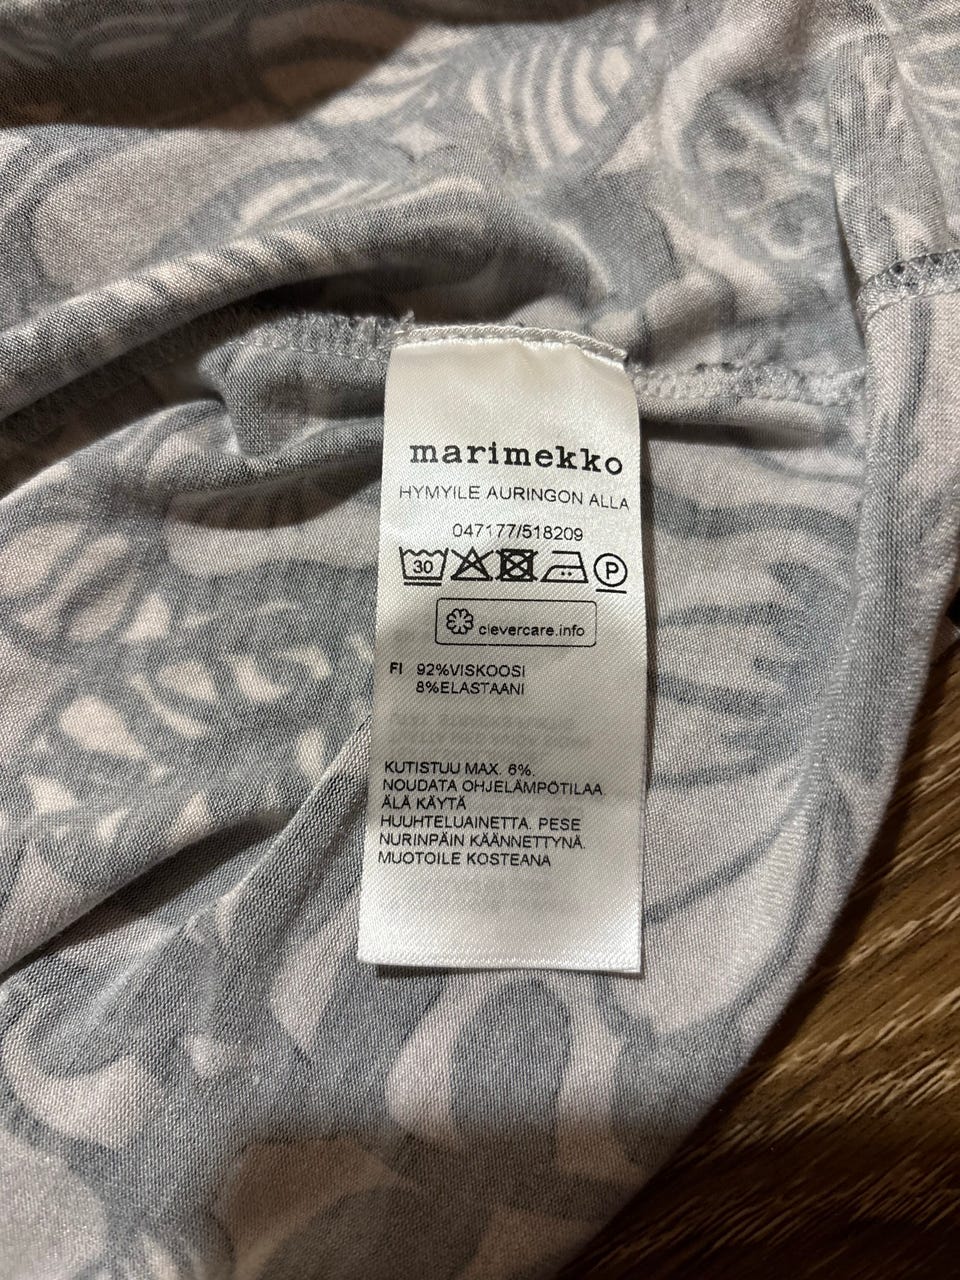 marimekko
HYMYILE AURINGON ALLA
047177/518209
30 P
clevercare.info
FI 92%VISKOOSI
8%ELASTAANI
KUTISTUU MAX. 6%.
NOUDATA OHJELÄMPÖTILAA.
ÄLÄ KÄYTÄ
HUUHTELUAINETTA. PESE
NURINPÄIN KÄÄNNETTYNÄ.
MUOTOILE KOSTEANA